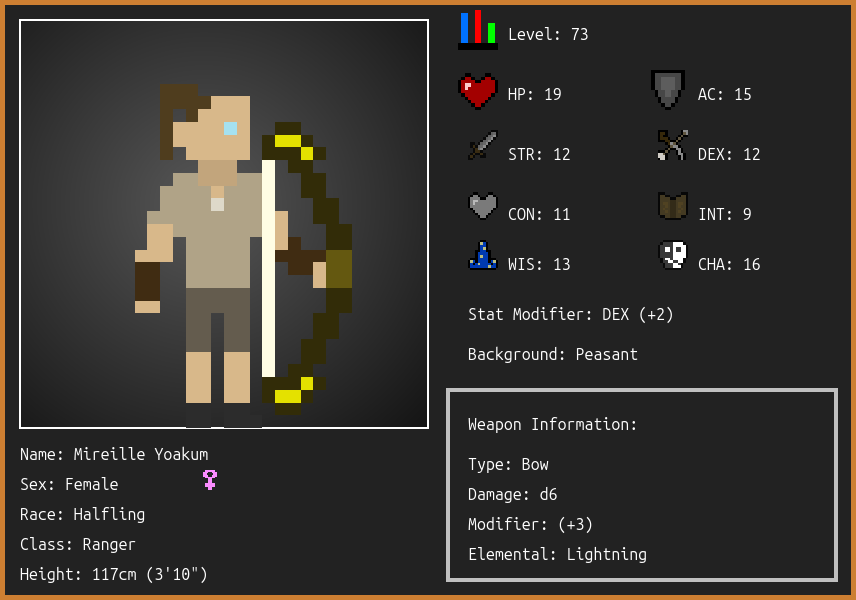 Level: 73
HP: 19
AC: 15
STR: 12
DEX: 12
CON: 11
INT: 9
WIS: 13
CHA: 16
Stat Modifier: DEX (+2)
Background: Peasant
Name: Mireille Yoakum
Sex: Female
Race: Halfling
Class: Ranger
Height: 117cm (3'10")
Weapon Information:
Type: Bow
Damage: d6
Modifier: (+3)
Elemental: Lightning